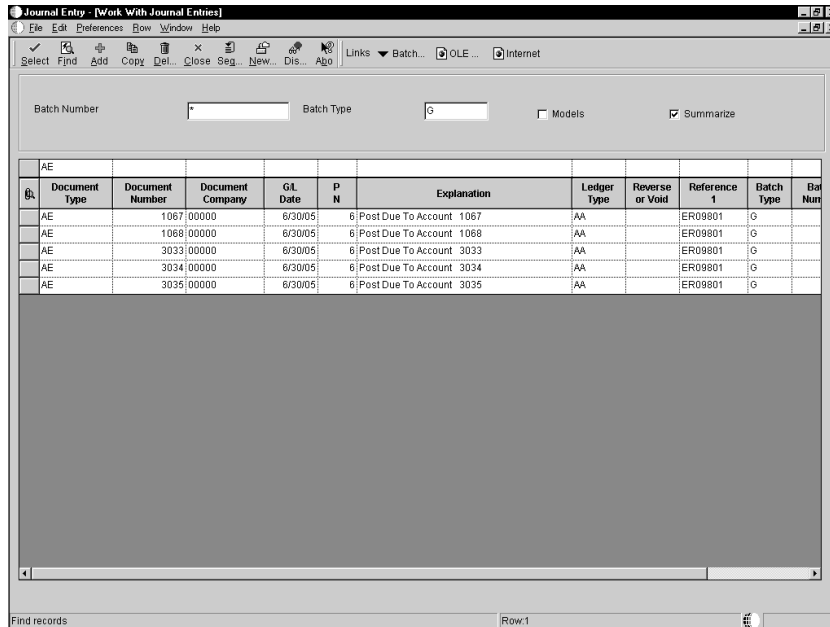 Journal Entry - [Work With Journal Entries]
File Edit Preferences Row Window Help
Select Find Add Copy Del... Close Seq... New... Dis... Abo Links Batch... OLE ... Internet
Batch Number * Batch Type G Models Summarize
AE
Document Type Document Number Document Company G/L Date P N Explanation Ledger Type Reverse or Void Reference 1 Batch Type Bat Num
AE 1067 00000 6/30/05 6 Post Due To Account 1067 AA ER09801 G
AE 1068 00000 6/30/05 6 Post Due To Account 1068 AA ER09801 G
AE 3033 00000 6/30/05 6 Post Due To Account 3033 AA ER09801 G
AE 3034 00000 6/30/05 6 Post Due To Account 3034 AA ER09801 G
AE 3035 00000 6/30/05 6 Post Due To Account 3035 AA ER09801 G
Find records Row:1